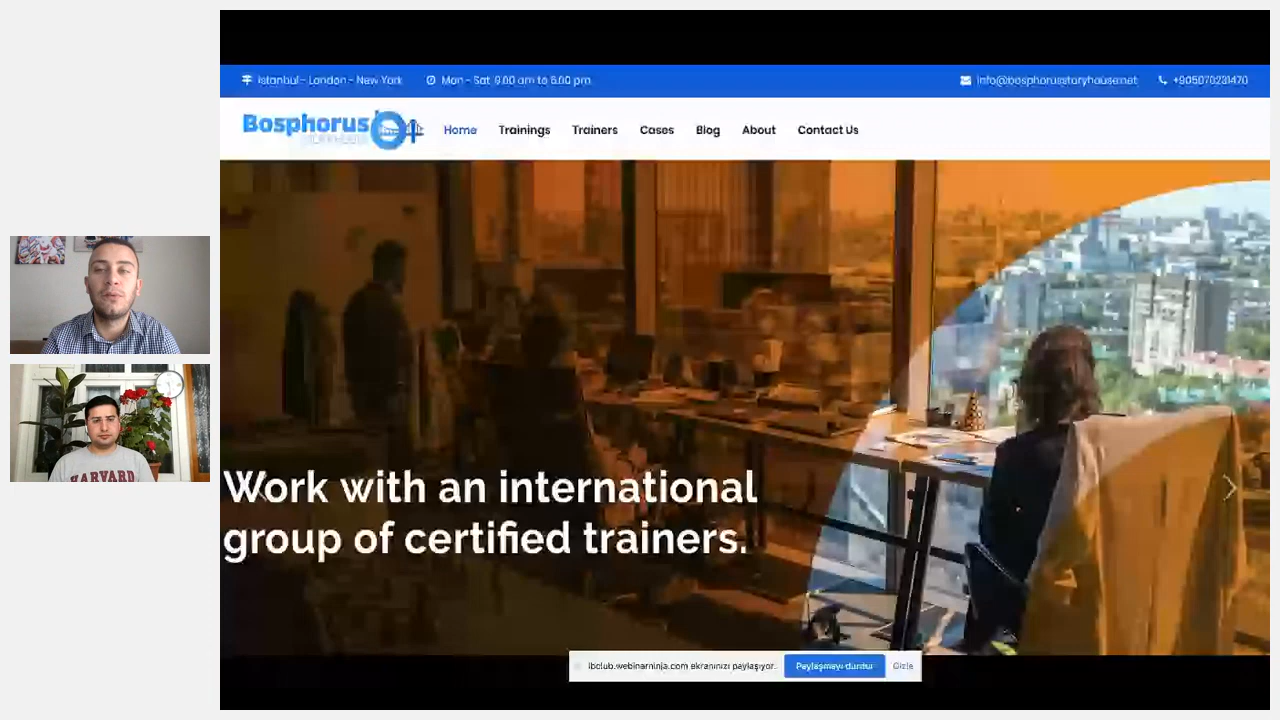 Istanbul - London - New York
Mon - Sat 9.00 am to 6.00 pm
info@bosphorusstoryhouse.net
+905070231470
Bosphorus
Home
Trainings
Trainers
Cases
Blog
About
Contact Us
HARVARD
Work with an international
group of certified trainers.
ibclub.webinarninja.com ekranınızı paylaşıyor.
Paylaşmayı durdur
Gizle